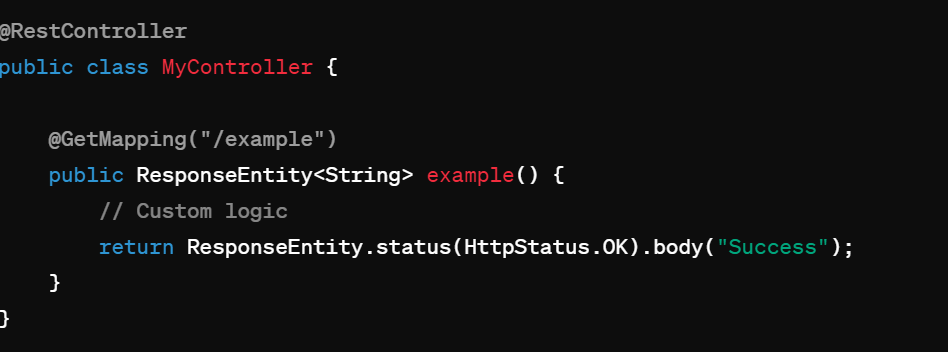 @RestController
public class MyController {
@GetMapping("/example")
public ResponseEntity<String> example() {
// Custom logic
return ResponseEntity.status(HttpStatus.OK).body("Success");
}
}